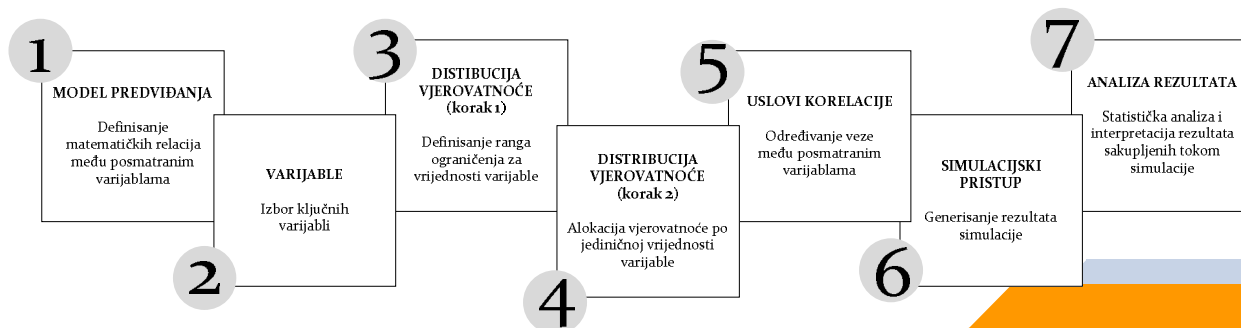 1
MODEL PREDVIĐANJA
Definisanje
matematičkih relacija
među posmatranim
varijablama
2
VARIJABLE
Izbor ključnih
varijabli
3
DISTIBUCIJA
VJEROVATNOĆE
(korak 1)
Definisanje ranga
ograničenja za
vrijednosti varijable
4
DISTRIBUCIJA
VJEROVATNOĆE
(korak 2)
Alokacija vjerovatnoće po
jediničnoj vrijednosti
varijable
5
USLOVI KORELACIJE
Određivanje veze
među posmatranim
varijablama
6
SIMULACIJSKI
PRISTUP
Generisanje rezultata
simulacije
7
ANALIZA REZULTATA
Statistička analiza i
interpretacija rezultata
sakupljenih tokom
simulacije